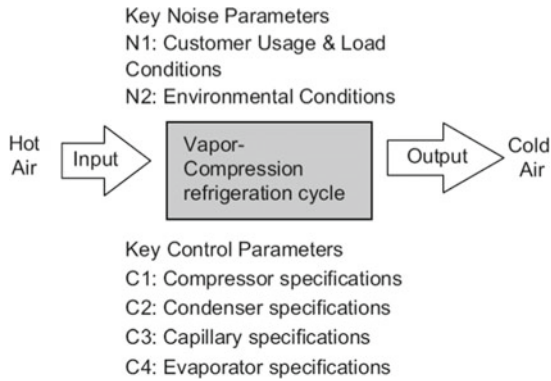 Key Noise Parameters
N1: Customer Usage & Load
Conditions
N2: Environmental Conditions
Hot
Air
Input
Vapor-
Compression
refrigeration cycle
Output
Cold
Air
Key Control Parameters
C1: Compressor specifications
C2: Condenser specifications
C3: Capillary specifications
C4: Evaporator specifications